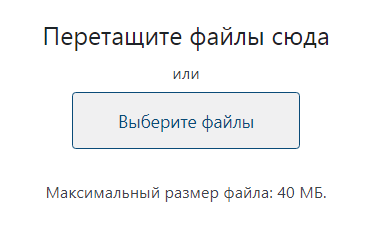 Перетащите файлы сюда
или
Выберите файлы
Максимальный размер файла: 40 МБ.